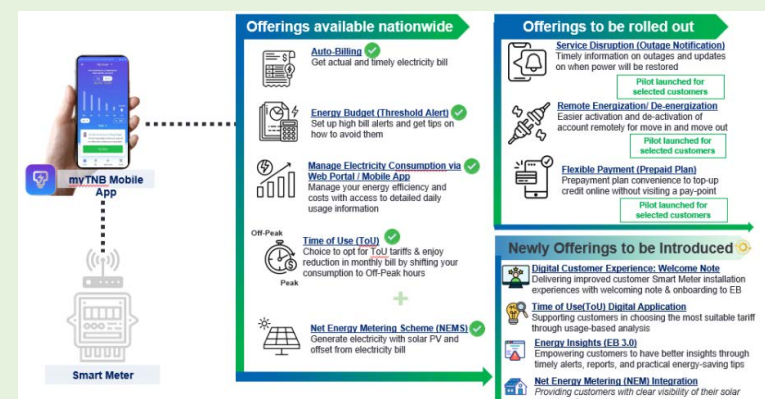 Offerings available nationwide
Auto-Billing
Get actual and timely electricity bill
Energy Budget (Threshold Alert)
Set up high bill alerts and get tips on
how to avoid them
Manage Electricity Consumption via
Web Portal / Mobile App
Manage your energy efficiency and
costs with access to detailed daily
usage information
Off-Peak
Peak
Time of Use (ToU)
Choice to opt for ToU tariffs & enjoy
reduction in monthly bill by shifting your
consumption to Off-Peak hours
Net Energy Metering Scheme (NEMS)
Generate electricity with solar PV and
offset from electricity bill
myTNB Mobile
App
Smart Meter
Offerings to be rolled out
Service Disruption (Outage Notification)
Timely information on outages and updates
on when power will be restored
Pilot launched for
selected customers
Remote Energization/ De-energization
Easier activation and de-activation of
account remotely for move in and move out
Pilot launched for
selected customers
Flexible Payment (Prepaid Plan)
Prepayment plan convenience to top-up
credit online without visiting a pay-point
Pilot launched for
selected customers
Newly Offerings to be Introduced
Digital Customer Experience: Welcome Note
Delivering improved customer Smart Meter installation
experiences with welcoming note & onboarding to EB
Time of Use(ToU) Digital Application
Supporting customers in choosing the most suitable tariff
through usage-based analysis
Energy Insights (EB 3.0)
Empowering customers to have better insights through
timely alerts, reports, and practical energy-saving tips
Net Energy Metering (NEM) Integration
Providing customers with clear visibility of their solar